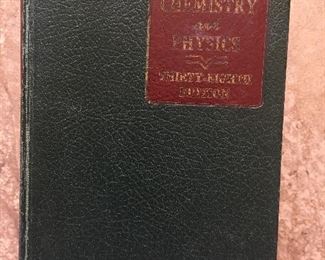 CHEMISTRY
and
PHYSICS
THIRTY-EIGHTH
EDITION